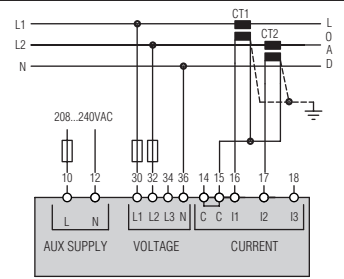 CT1
L1 L
L2 CT2 O
A
N D
208...240VAC
10 12 30 32 34 36 14 15 16 17 18
L N L1 L2 L3 N C C I1 I2 I3
AUX SUPPLY VOLTAGE CURRENT